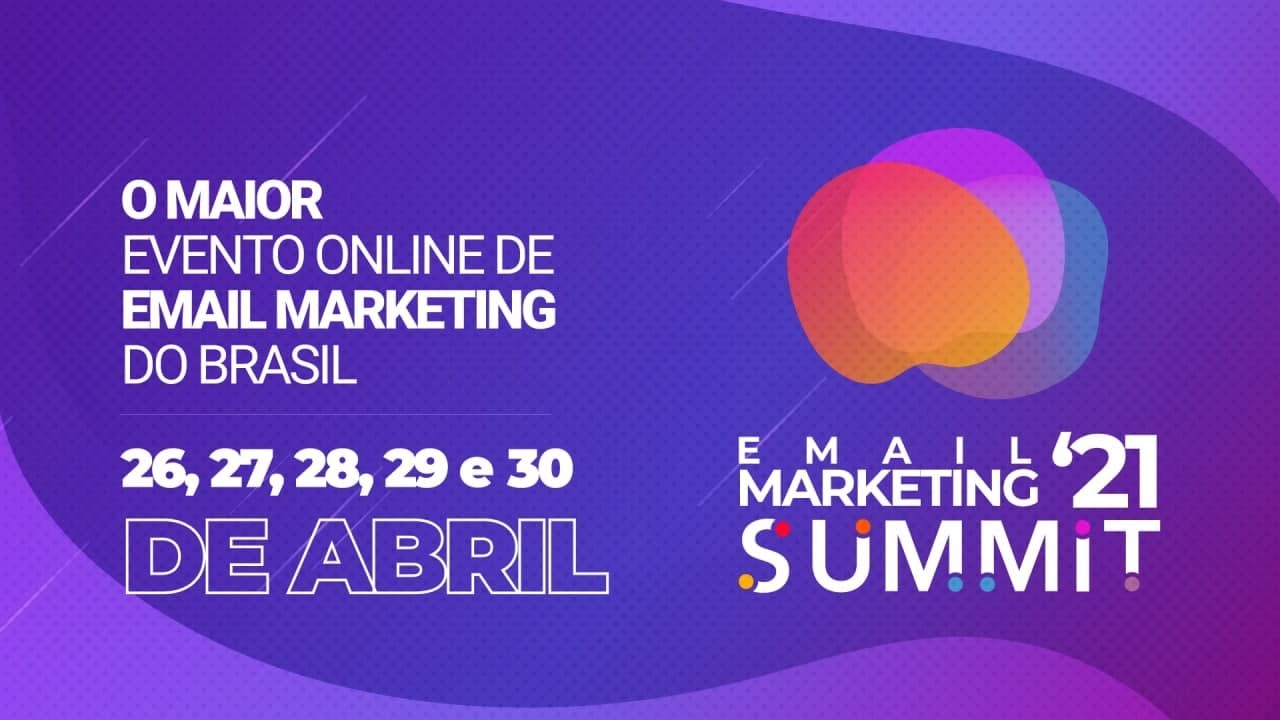 O MAIOR
EVENTO ONLINE DE
EMAIL MARKETING
DO BRASIL
26, 27, 28, 29 e 30
DE ABRIL
EMAIL
MARKETING ‘21
SUMMIT